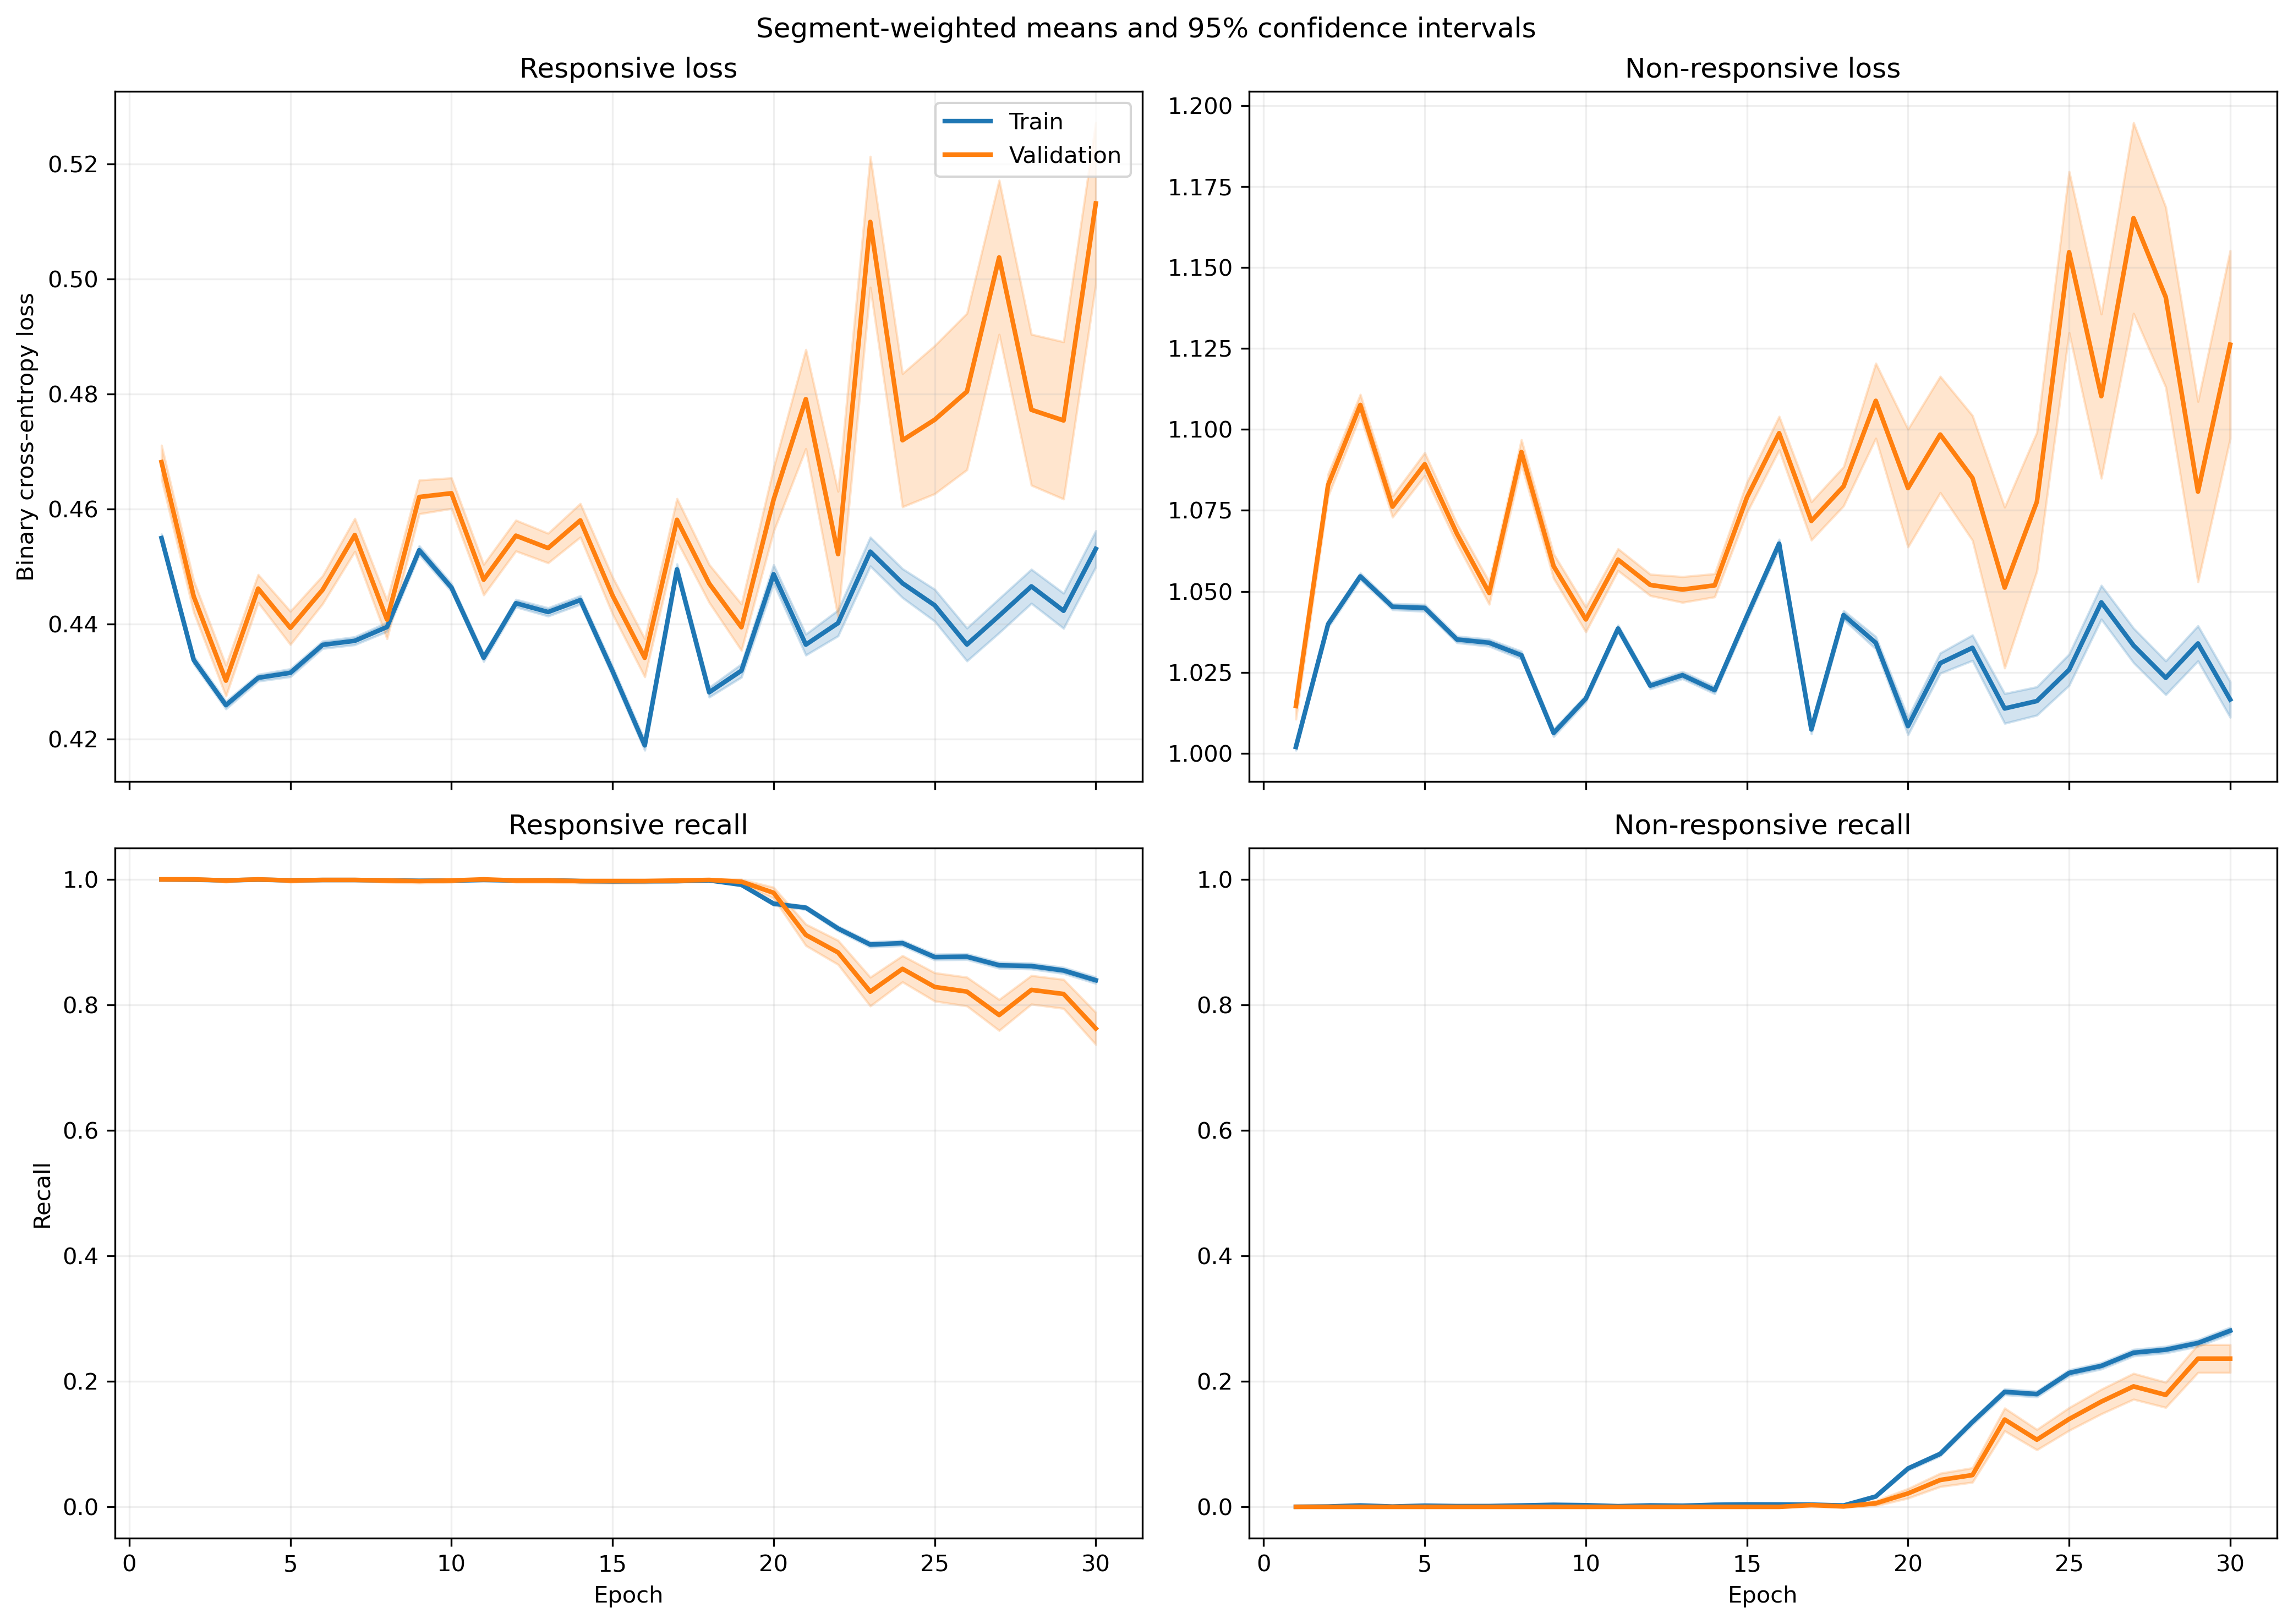 Segment-weighted means and 95% confidence intervals
Responsive loss
Non-responsive loss
Train
Validation
Binary cross-entropy loss
0.52
0.50
0.48
0.46
0.44
0.42
1.200
1.175
1.150
1.125
1.100
1.075
1.050
1.025
1.000
Responsive recall
Non-responsive recall
Recall
1.0
0.8
0.6
0.4
0.2
0.0
0 5 10 15 20 25 30
Epoch
1.0
0.8
0.6
0.4
0.2
0.0
0 5 10 15 20 25 30
Epoch